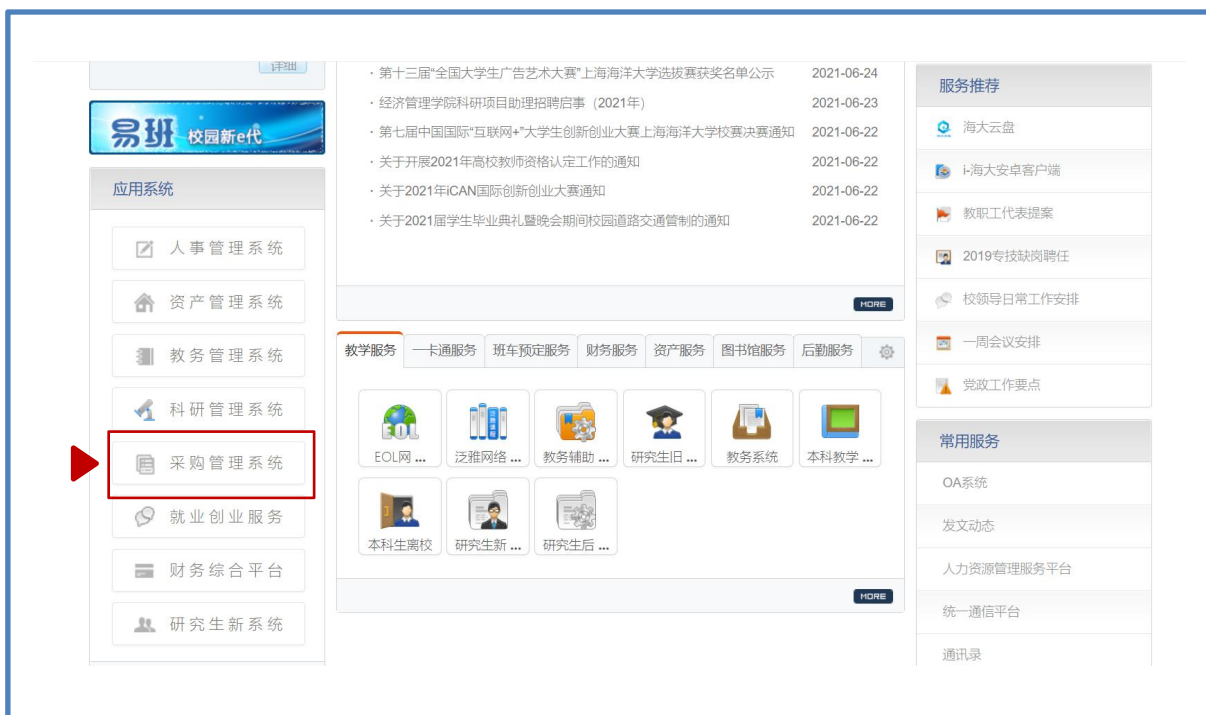 详细
易班 校园新e代
应用系统
人事管理系统
资产管理系统
教务管理系统
科研管理系统
采购管理系统
就业创业服务
财务综合平台
研究生新系统
· 第十三届“全国大学生广告艺术大赛”上海海洋大学选拔赛获奖名单公示 2021-06-24
· 经济管理学院科研项目助理招聘启事（2021年） 2021-06-23
· 第七届中国国际“互联网+”大学生创新创业大赛上海海洋大学校赛决赛通知 2021-06-22
· 关于开展2021年高校教师资格认定工作的通知 2021-06-22
· 关于2021年iCAN国际创新创业大赛通知 2021-06-22
· 关于2021届学生毕业典礼暨晚会期间校园道路交通管制的通知 2021-06-22
MORE
教学服务 一卡通服务 班车预定服务 财务服务 资产服务 图书馆服务 后勤服务
EOL网 ... 泛雅网络 ... 教务辅助 ... 研究生旧 ... 教务系统 本科教学 ...
本科生离校 研究生新 ... 研究生后 ...
MORE
服务推荐
海大云盘
i-海大安卓客户端
教职工代表提案
2019专技缺岗聘任
校领导日常工作安排
一周会议安排
党政工作要点
常用服务
OA系统
发文动态
人力资源管理服务平台
统一通信平台
通讯录